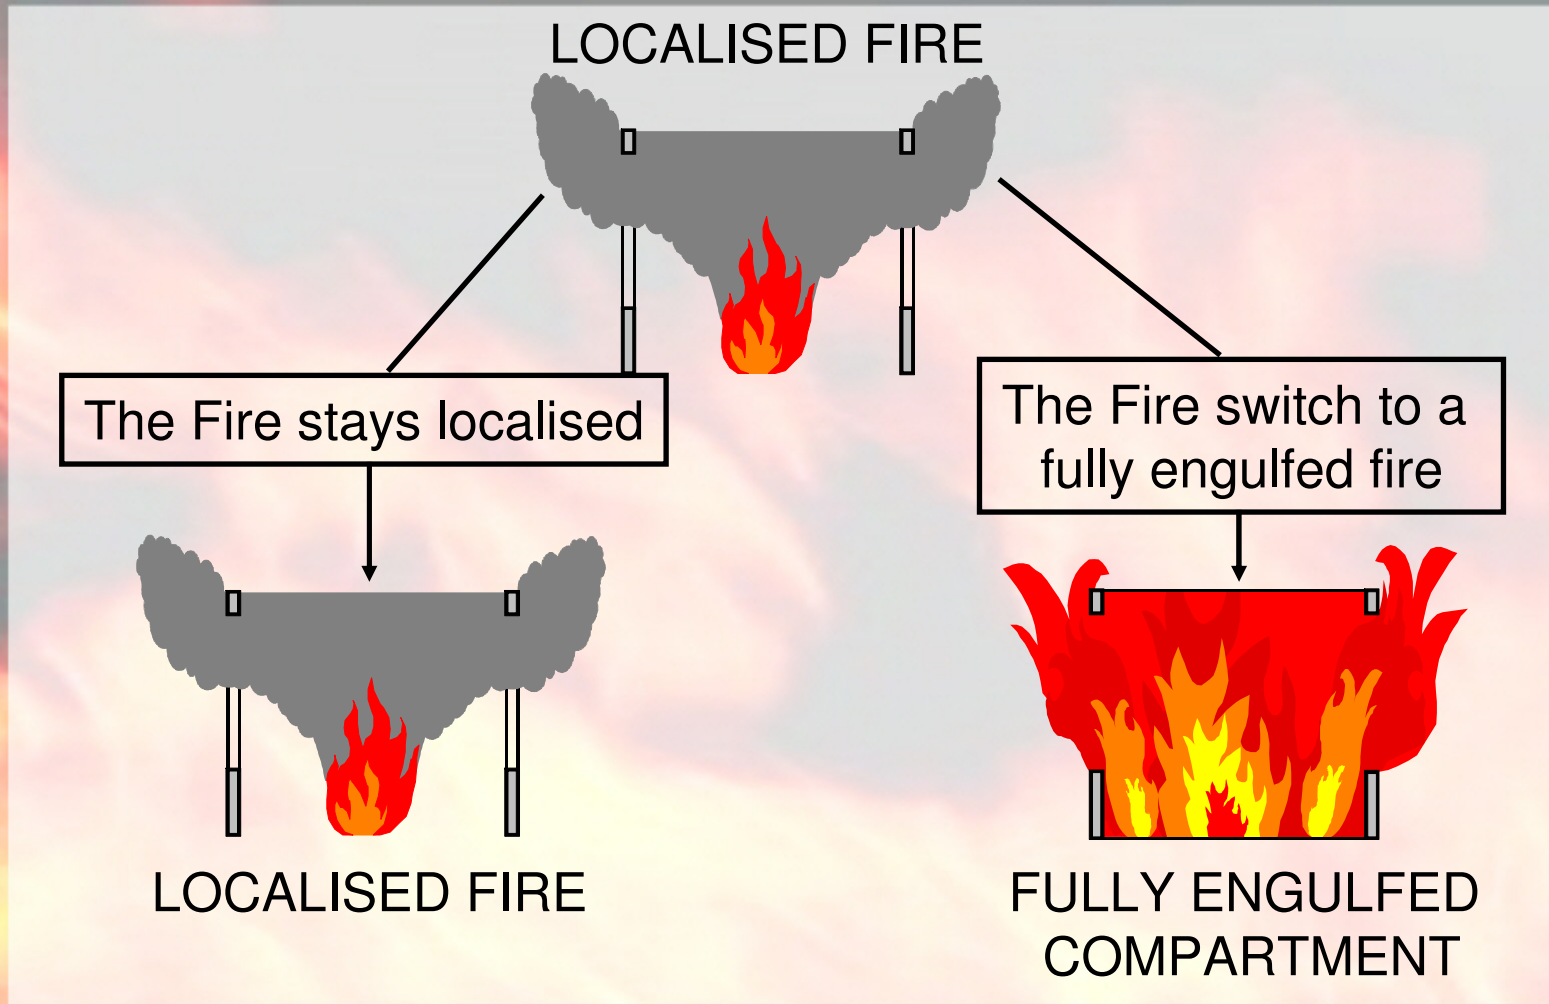 LOCALISED FIRE
The Fire stays localised
The Fire switch to a
fully engulfed fire
LOCALISED FIRE
FULLY ENGULFED
COMPARTMENT